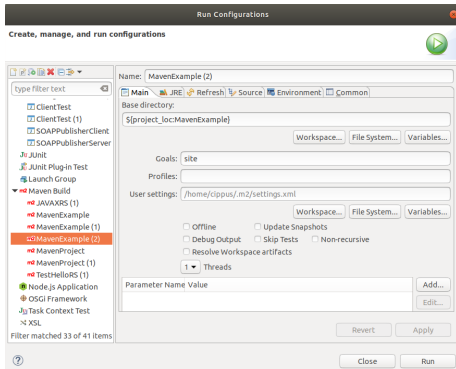 Run Configurations
Create, manage, and run configurations
type filter text
ClientTest
ClientTest (1)
SOAPPublisherClient
SOAPPublisherServer
JUnit
JUnit Plug-in Test
Launch Group
Maven Build
JAVAXRS (1)
MavenExample
MavenExample (1)
MavenExample (2)
MavenProject
MavenProject (1)
TestHelloRS (1)
Node.js Application
OSGi Framework
Task Context Test
XSL
Filter matched 33 of 41 items
Name: MavenExample (2)
Main JRE Refresh Source Environment Common
Base directory:
${project_loc:MavenExample}
Workspace... File System... Variables...
Goals: site
Profiles:
User settings: /home/cippus/.m2/settings.xml
Workspace... File System... Variables...
Offline Update Snapshots
Debug Output Skip Tests Non-recursive
Resolve Workspace artifacts
1 Threads
Parameter Name Value Add...
Edit...
Revert Apply
Close Run